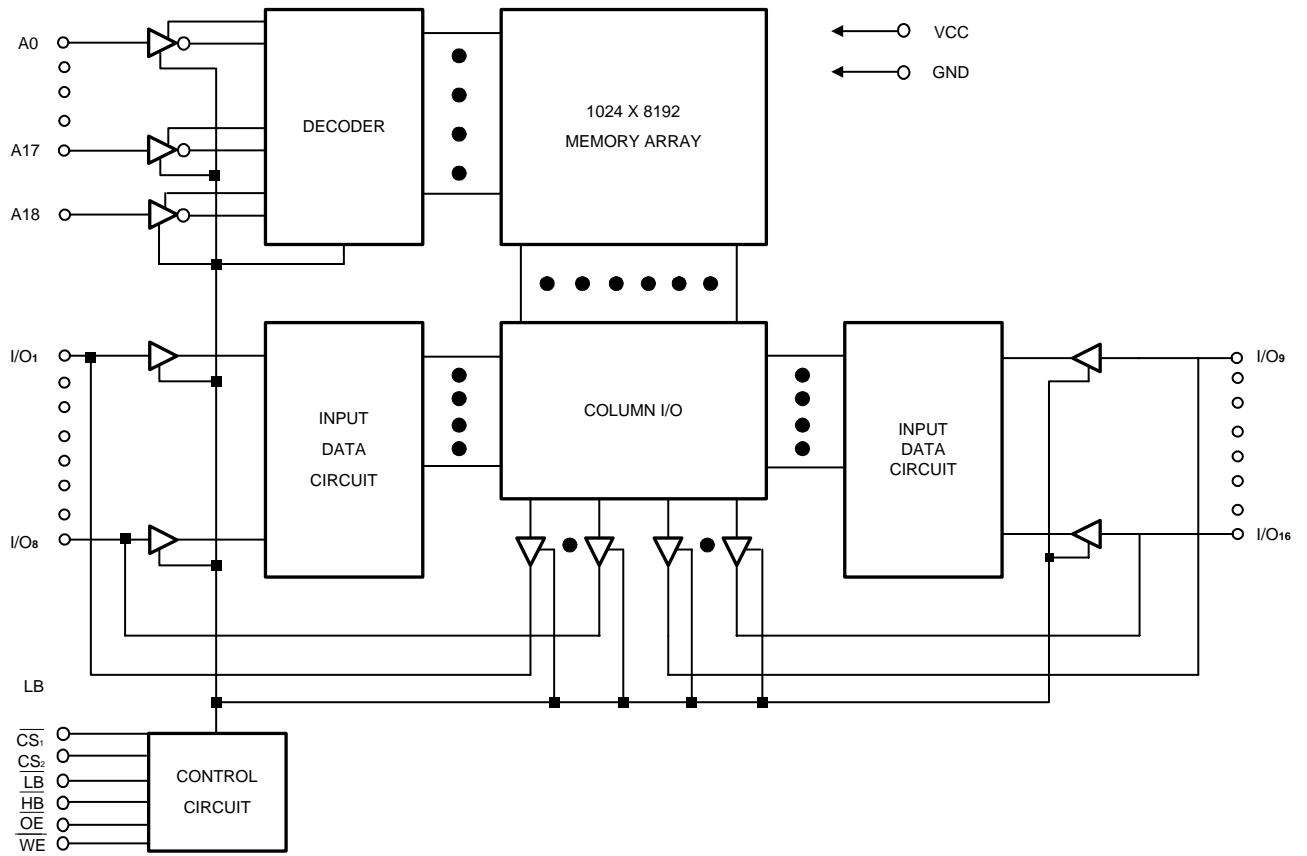 A0
VCC
GND
1024 X 8192
MEMORY ARRAY
DECODER
A17
A18
I/O1
I/O9
COLUMN I/O
INPUT
DATA
CIRCUIT
INPUT
DATA
CIRCUIT
I/O8
I/O16
LB
CS1
CS2
LB
HB
OE
WE
CONTROL
CIRCUIT